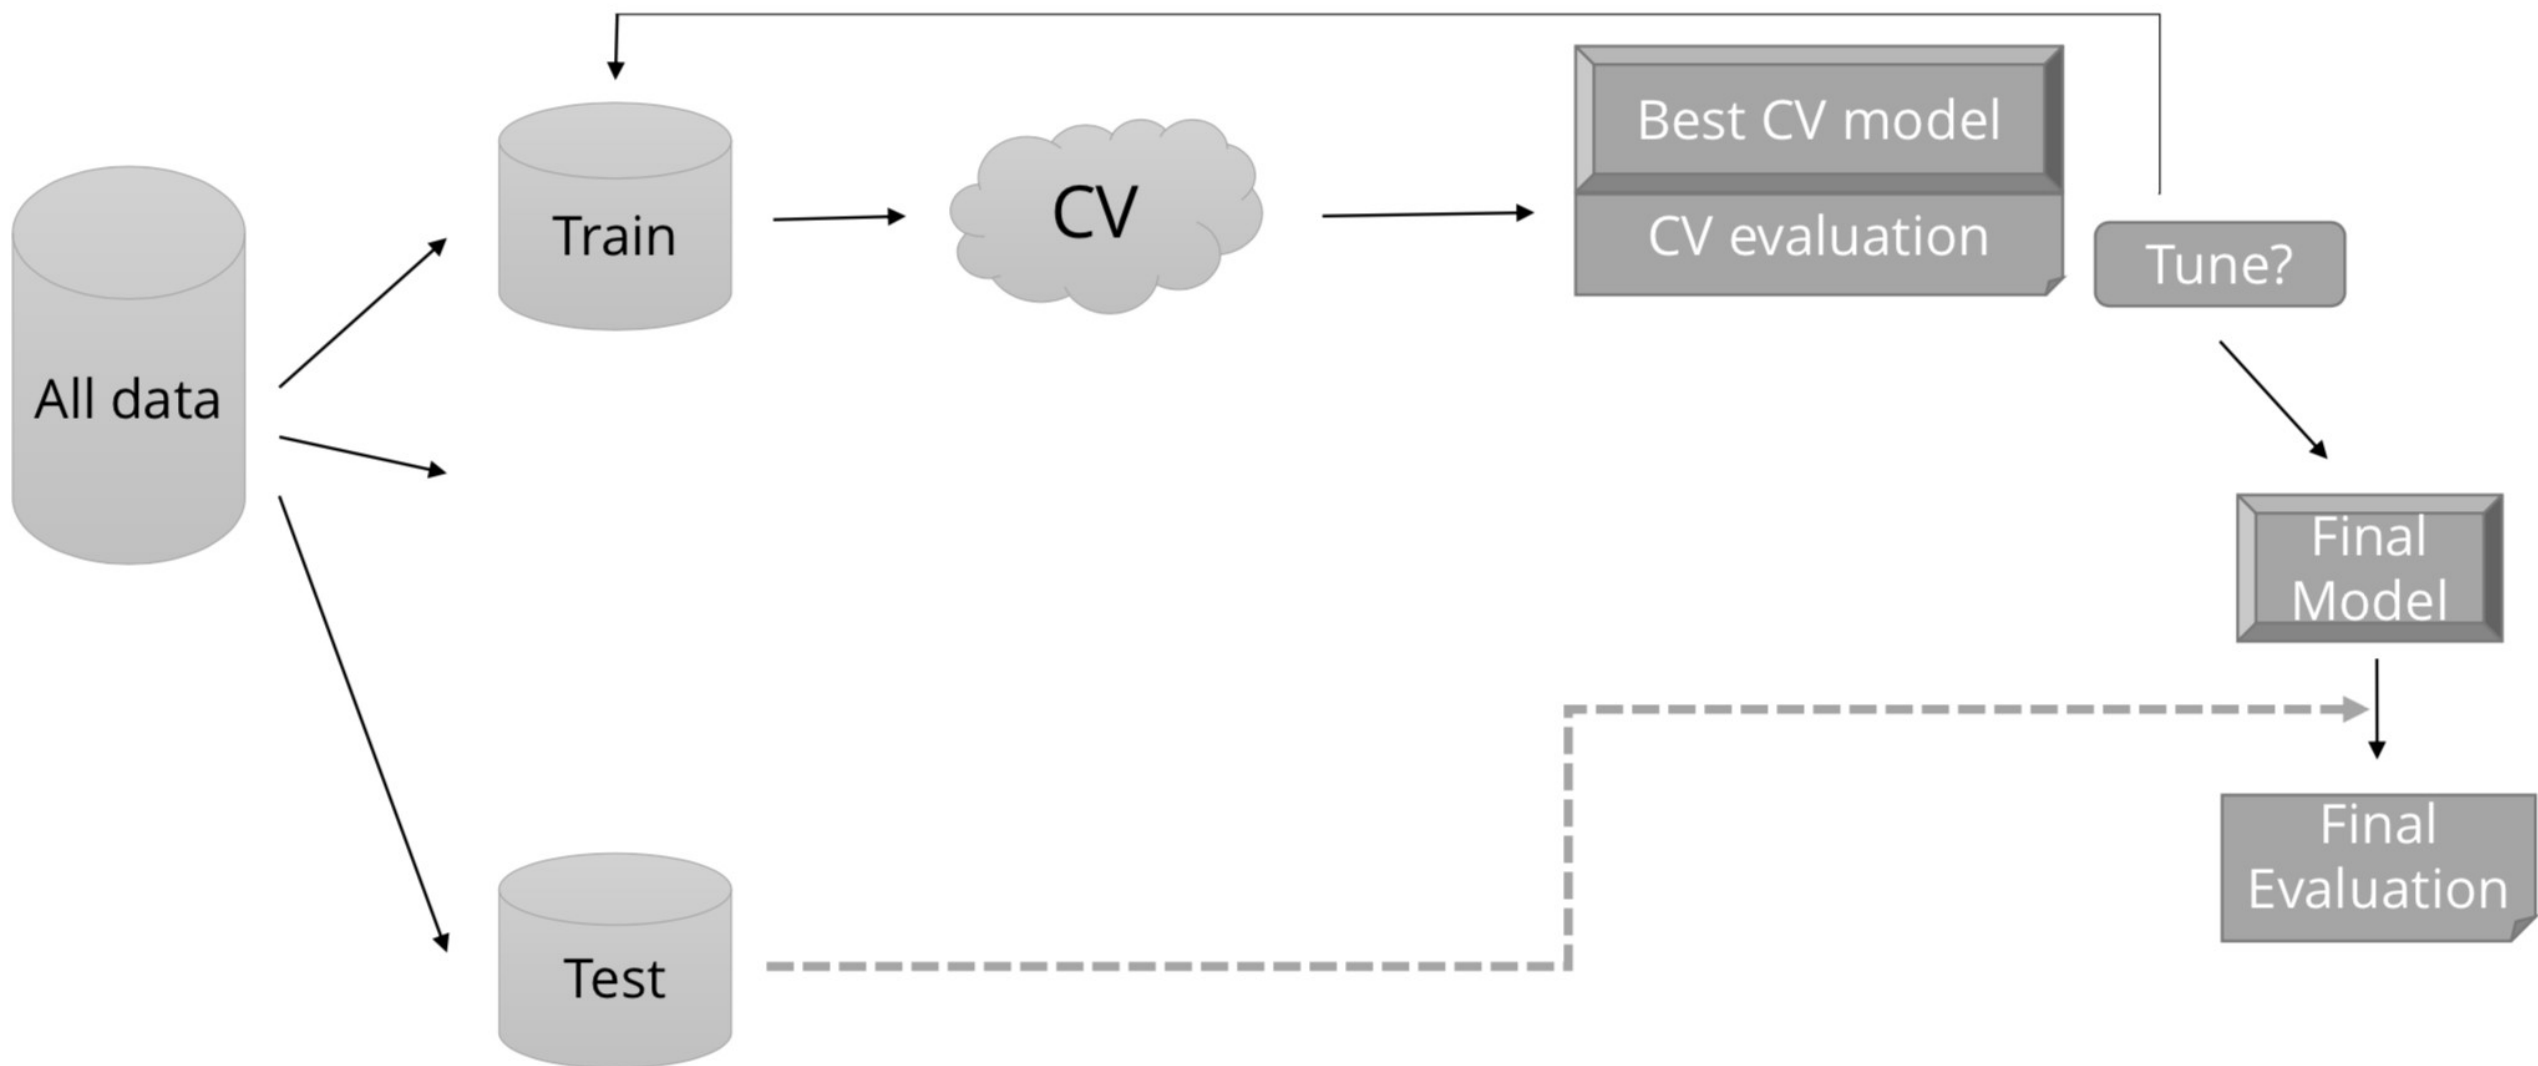 All data
Train
CV
Best CV model
CV evaluation
Tune?
Final
Model
Test
Final
Evaluation